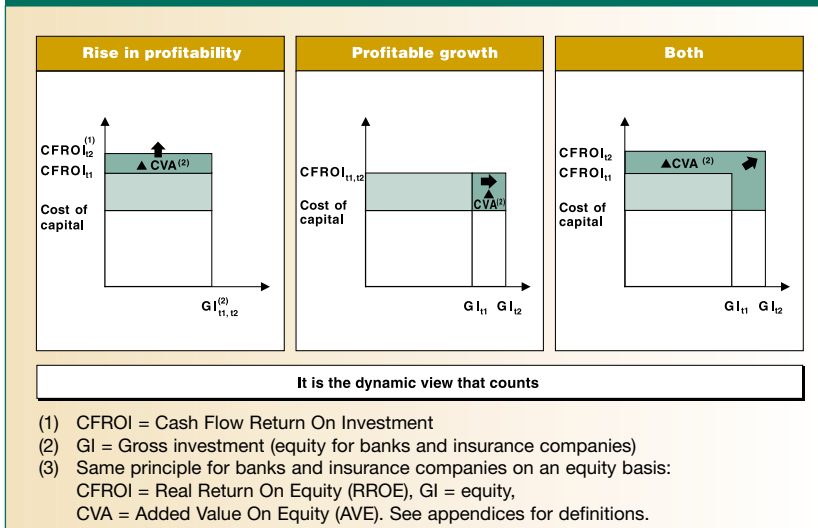 Rise in profitability
Profitable growth
Both
CFROI(1)t2
CFROIt1
Cost of
capital
▲ CVA(2)
GI(2)t1, t2
CFROIt1,t2
Cost of
capital
▲
CVA(2)
GIt1 GIt2
CFROIt2
CFROIt1
Cost of
capital
▲CVA (2)
GIt1 GIt2
It is the dynamic view that counts
(1) CFROI = Cash Flow Return On Investment
(2) GI = Gross investment (equity for banks and insurance companies)
(3) Same principle for banks and insurance companies on an equity basis:
CFROI = Real Return On Equity (RROE), GI = equity,
CVA = Added Value On Equity (AVE). See appendices for definitions.